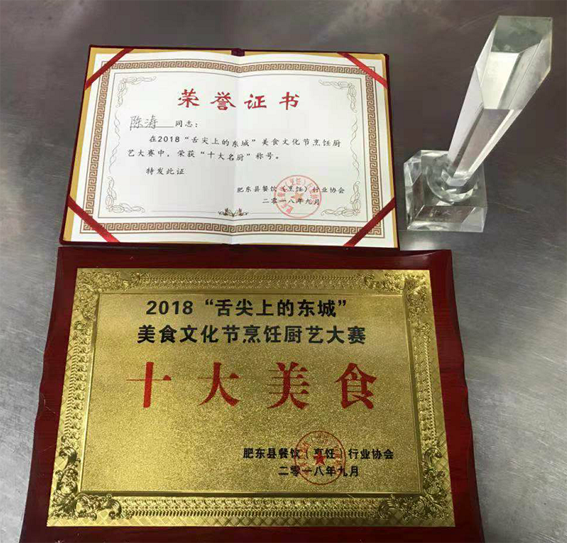 荣誉证书
陈涛 同志：
在2018“舌尖上的东城”美食文化节烹饪厨
艺大赛中，荣获“十大名厨”称号。
特发此证
肥东县餐饮（烹饪）行业协会
二零一八年九月
2018“舌尖上的东城”
美食文化节烹饪厨艺大赛
十大美食
肥东县餐饮（烹饪）行业协会
二零一八年九月